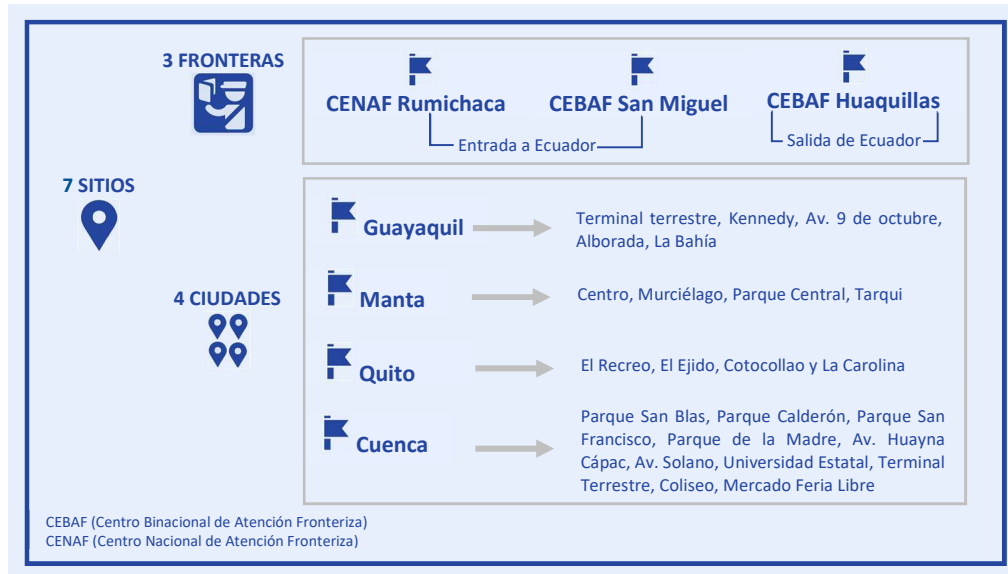 3 FRONTERAS
CENAF Rumichaca
CEBAF San Miguel
CEBAF Huaquillas
Entrada a Ecuador
Salida de Ecuador
7 SITIOS
4 CIUDADES
Guayaquil
Terminal terrestre, Kennedy, Av. 9 de octubre,
Alborada, La Bahía
Manta
Centro, Murciélago, Parque Central, Tarqui
Quito
El Recreo, El Ejido, Cotocollao y La Carolina
Cuenca
Parque San Blas, Parque Calderón, Parque San
Francisco, Parque de la Madre, Av. Huayna
Cápac, Av. Solano, Universidad Estatal, Terminal
Terrestre, Coliseo, Mercado Feria Libre
CEBAF (Centro Binacional de Atención Fronteriza)
CENAF (Centro Nacional de Atención Fronteriza)